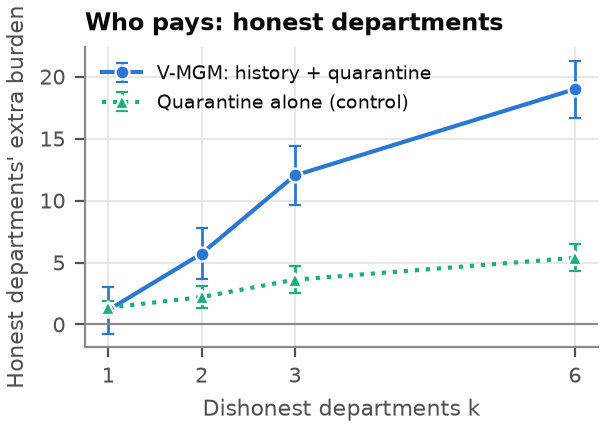 Who pays: honest departments
V-MGM: history + quarantine
Quarantine alone (control)
Honest departments' extra burden
20
15
10
5
0
1
2
3
6
Dishonest departments k